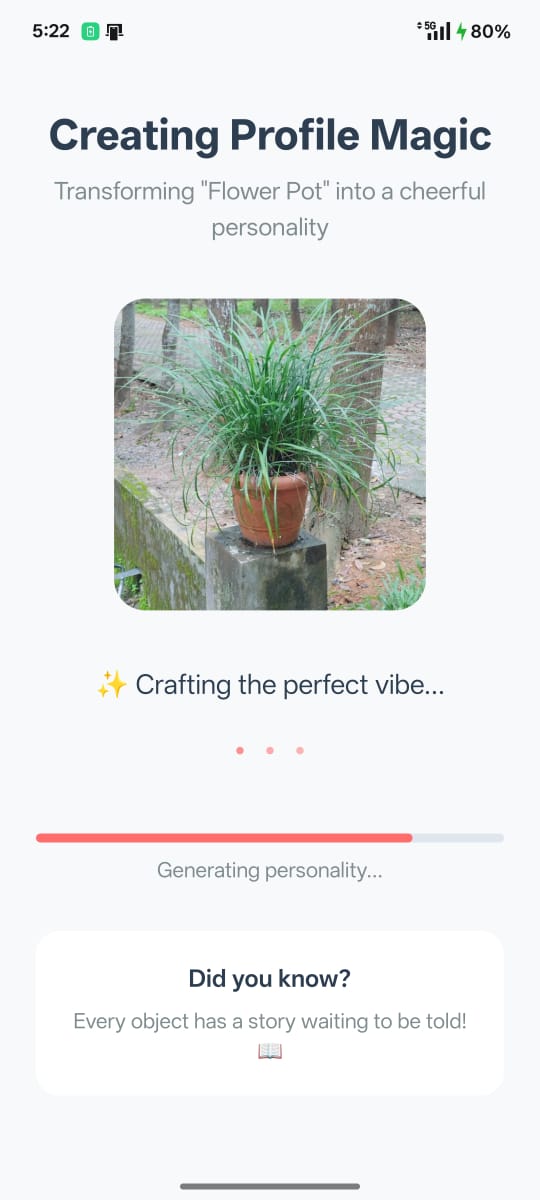 5:22 5G 80%
Creating Profile Magic
Transforming "Flower Pot" into a cheerful
personality
✨ Crafting the perfect vibe...
Generating personality...
Did you know?
Every object has a story waiting to be told!
📖